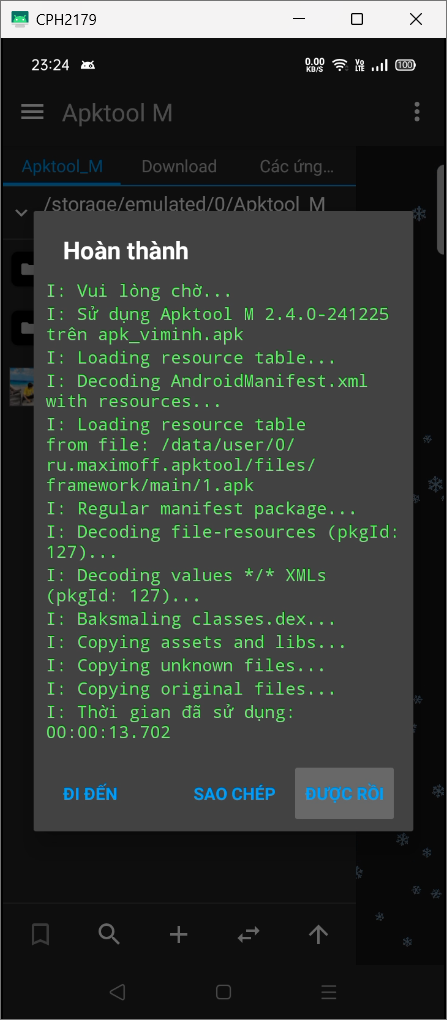 CPH2179
23:24
0.00
KB/S
Vo
LTE
100
Apktool M
Apktool_M
Download
Các ứng…
/storage/emulated/0/Apktool_M
Hoàn thành
I: Vui lòng chờ...
I: Sử dụng Apktool M 2.4.0-241225
trên apk_viminh.apk
I: Loading resource table...
I: Decoding AndroidManifest.xml
with resources...
I: Loading resource table
from file: /data/user/0/
ru.maximoff.apktool/files/
framework/main/1.apk
I: Regular manifest package...
I: Decoding file-resources (pkgId:
127)...
I: Decoding values */* XMLs
(pkgId: 127)...
I: Baksmaling classes.dex...
I: Copying assets and libs...
I: Copying unknown files...
I: Copying original files...
I: Thời gian đã sử dụng:
00:00:13.702
ĐI ĐẾN
SAO CHÉP
ĐƯỢC RỒI